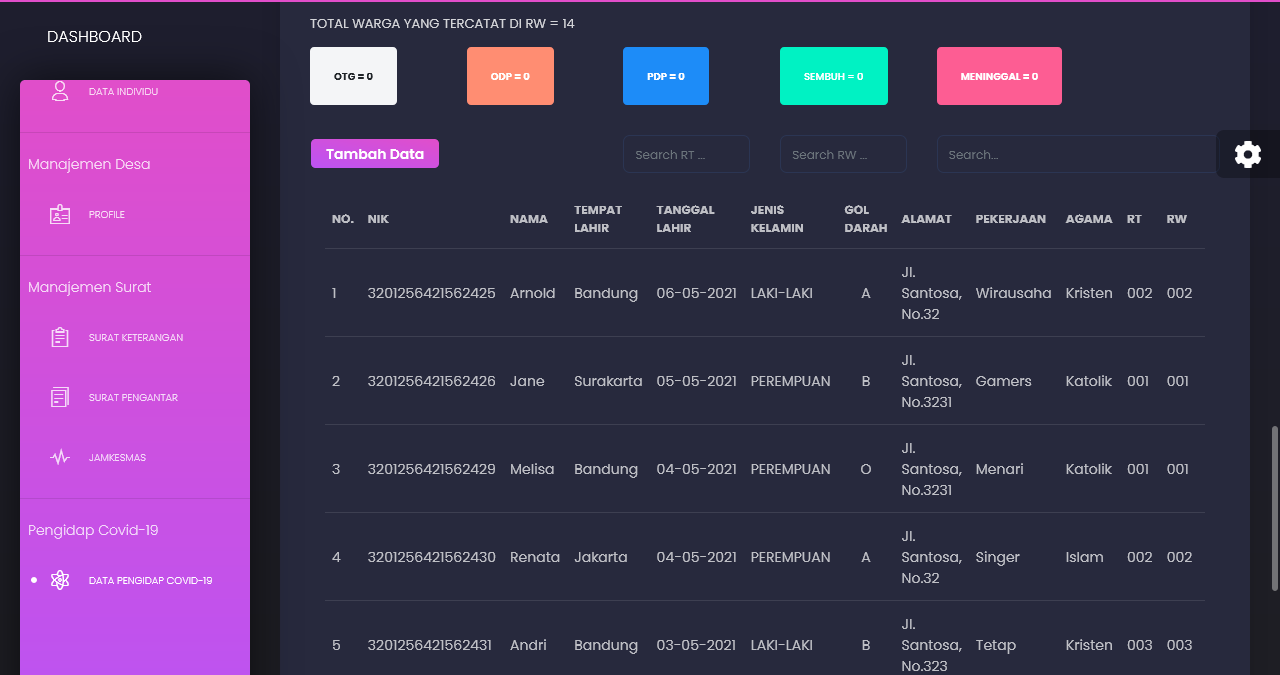 DASHBOARD
DATA INDIVIDU
Manajemen Desa
PROFILE
Manajemen Surat
SURAT KETERANGAN
SURAT PENGANTAR
JAMKESMAS
Pengidap Covid-19
DATA PENGIDAP COVID-19
TOTAL WARGA YANG TERCATAT DI RW = 14
OTG = 0 ODP = 0 PDP = 0 SEMBUH = 0 MENINGGAL = 0
Tambah Data Search RT ... Search RW ... Search...
NO. NIK NAMA TEMPAT LAHIR TANGGAL LAHIR JENIS KELAMIN GOL DARAH ALAMAT PEKERJAAN AGAMA RT RW
1 3201256421562425 Arnold Bandung 06-05-2021 LAKI-LAKI A Jl. Santosa, No.32 Wirausaha Kristen 002 002
2 3201256421562426 Jane Surakarta 05-05-2021 PEREMPUAN B Jl. Santosa, No.3231 Gamers Katolik 001 001
3 3201256421562429 Melisa Bandung 04-05-2021 PEREMPUAN O Jl. Santosa, No.3231 Menari Katolik 001 001
4 3201256421562430 Renata Jakarta 04-05-2021 PEREMPUAN A Jl. Santosa, No.32 Singer Islam 002 002
5 3201256421562431 Andri Bandung 03-05-2021 LAKI-LAKI B Jl. Santosa, No.323 Tetap Kristen 003 003